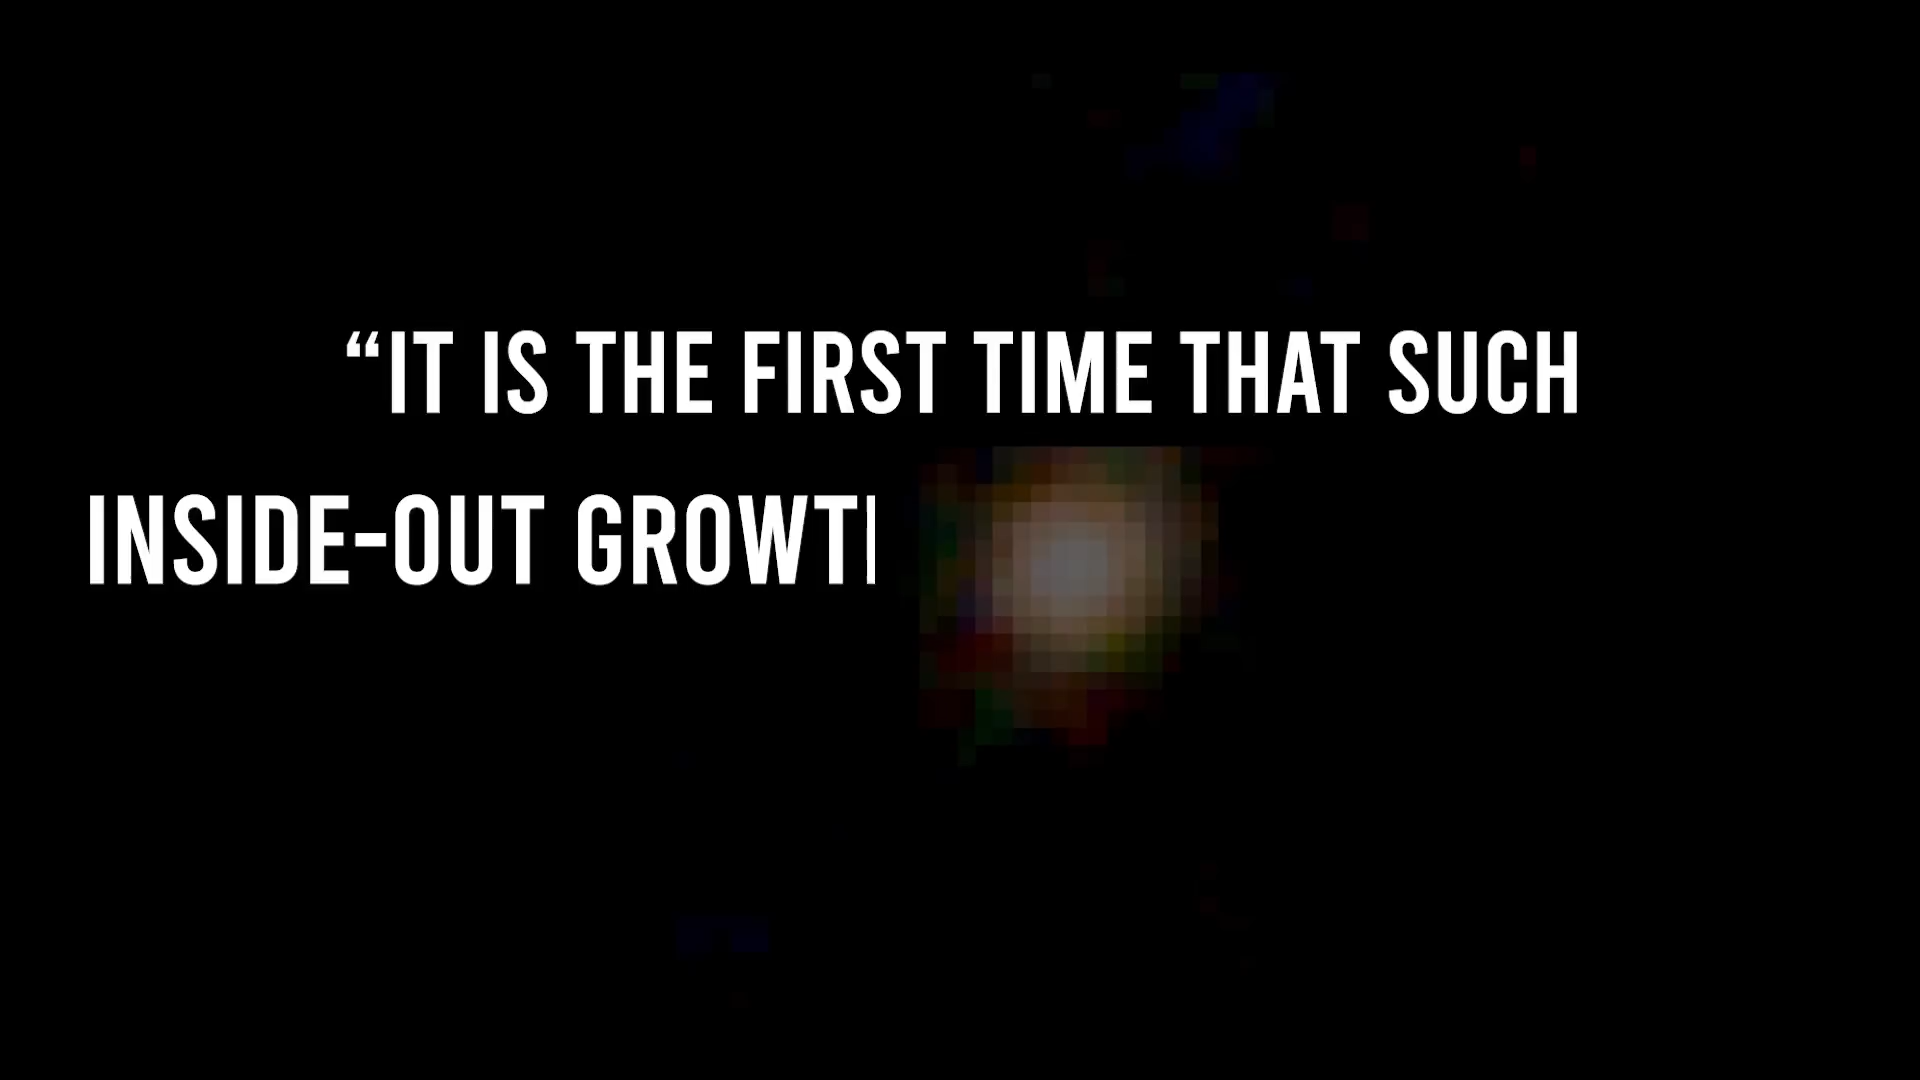 “IT IS THE FIRST TIME THAT SUCH
INSIDE-OUT GROWT